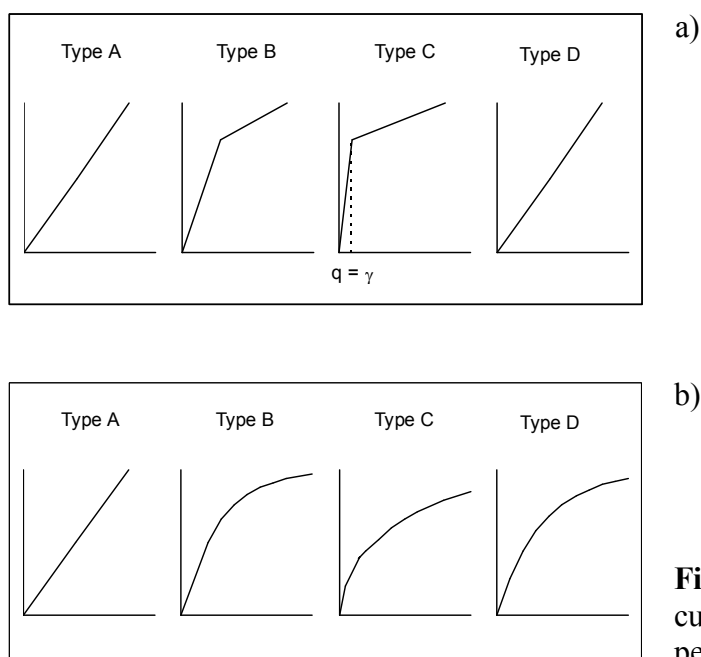 a)
Type A Type B Type C Type D
q = γ
b)
Type A Type B Type C Type D
Fi
cu
pe